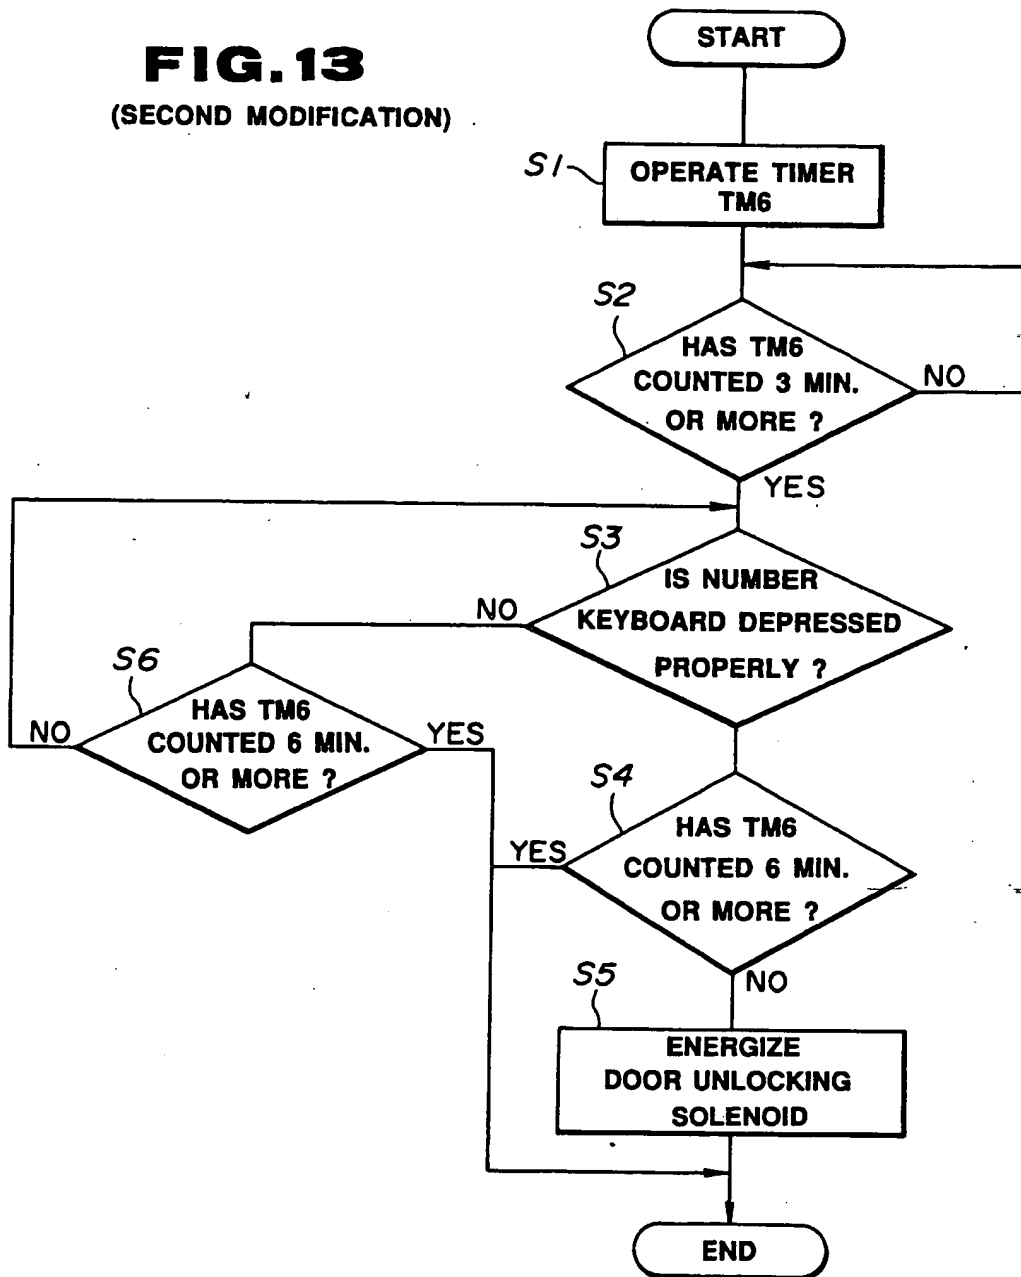 FIG.13
(SECOND MODIFICATION)
START
S1
OPERATE TIMER
TM6
S2
HAS TM6
COUNTED 3 MIN.
OR MORE ?
NO
YES
S3
IS NUMBER
KEYBOARD DEPRESSED
PROPERLY ?
NO
S6
HAS TM6
COUNTED 6 MIN.
OR MORE ?
NO
YES
S4
HAS TM6
COUNTED 6 MIN.
OR MORE ?
YES
NO
S5
ENERGIZE
DOOR UNLOCKING
SOLENOID
END